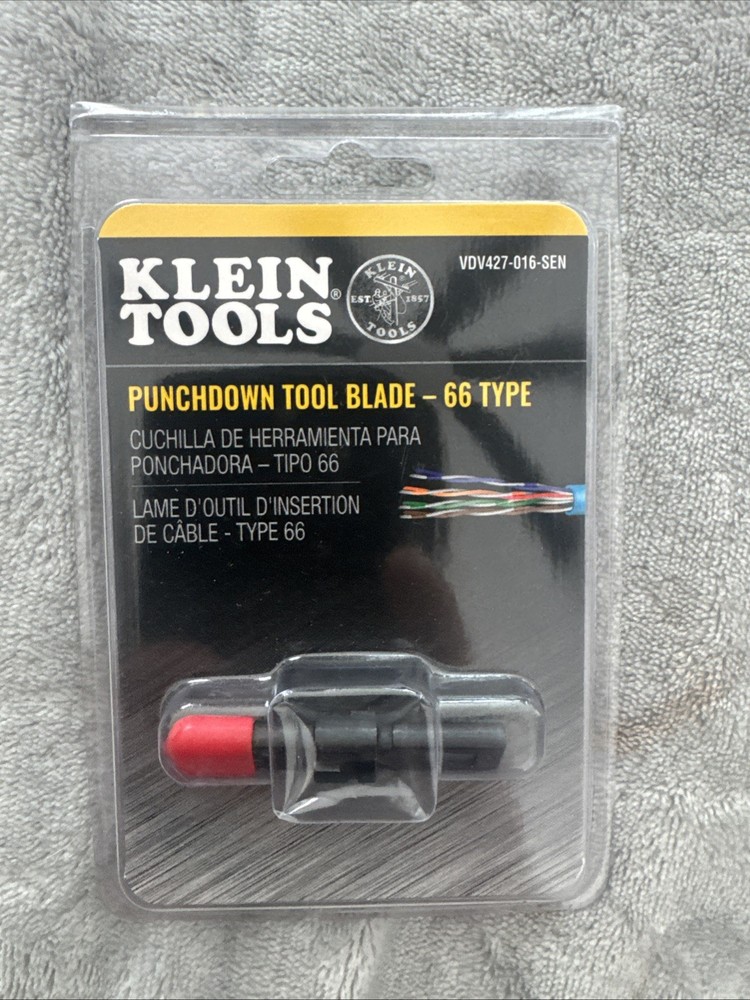 KLEIN
TOOLS®
KLEIN
EST. 1857
TOOLS
VDV427-016-SEN
PUNCHDOWN TOOL BLADE – 66 TYPE
CUCHILLA DE HERRAMIENTA PARA
PONCHADORA – TIPO 66
LAME D'OUTIL D'INSERTION
DE CÂBLE - TYPE 66